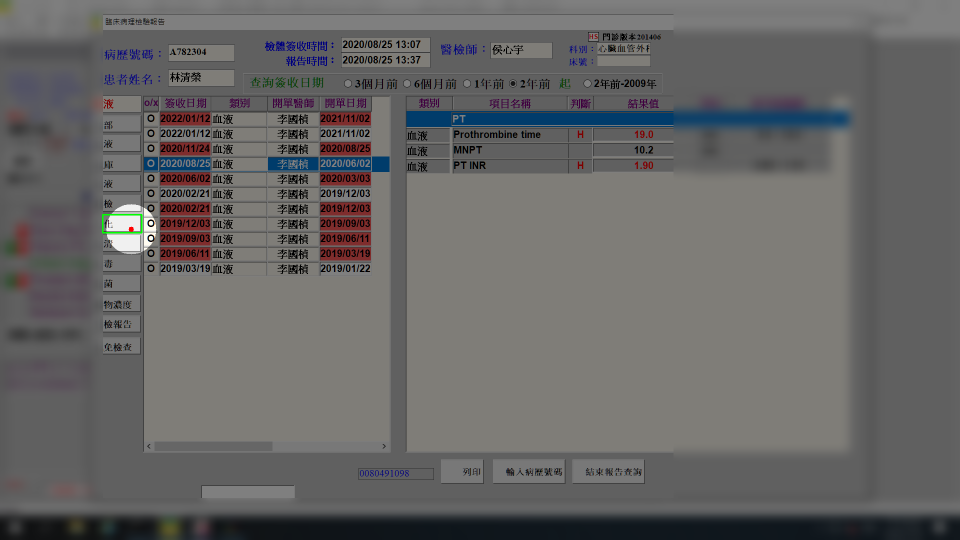 臨床病理檢驗報告
病歷號碼： A782304 檢體簽收時間： 2020/08/25 13:07 醫檢師： 侯心宇 HS 門診版本201406
科別： 心臟血管外科
報告時間： 2020/08/25 13:37 床號：
患者姓名： 林清榮
查詢簽收日期 3個月前 6個月前 1年前 2年前 起 2年前-2009年
液 o/x 簽收日期 類別 開單醫師 開單日期 類別 項目名稱 判斷 結果值
O 2022/01/12 血液 李國楨 2021/11/02 PT
部 O 2022/01/12 血液 李國楨 2021/11/02 血液 Prothrombine time H 19.0
液 O 2020/11/24 血液 李國楨 2020/08/25 血液 MNPT 10.2
庫 O 2020/08/25 血液 李國楨 2020/06/02 血液 PT INR H 1.90
液 O 2020/06/02 血液 李國楨 2020/03/03
O 2020/02/21 血液 李國楨 2019/12/03
檢 O 2020/02/21 血液 李國楨 2019/12/03
化 O 2019/12/03 血液 李國楨 2019/09/03
O 2019/09/03 血液 李國楨 2019/06/11
O 2019/06/11 血液 李國楨 2019/03/19
毒 O 2019/03/19 血液 李國楨 2019/01/22
菌
物濃度
檢報告
免檢查
0080491098 列印 輸入病歷號碼 結束報告查詢